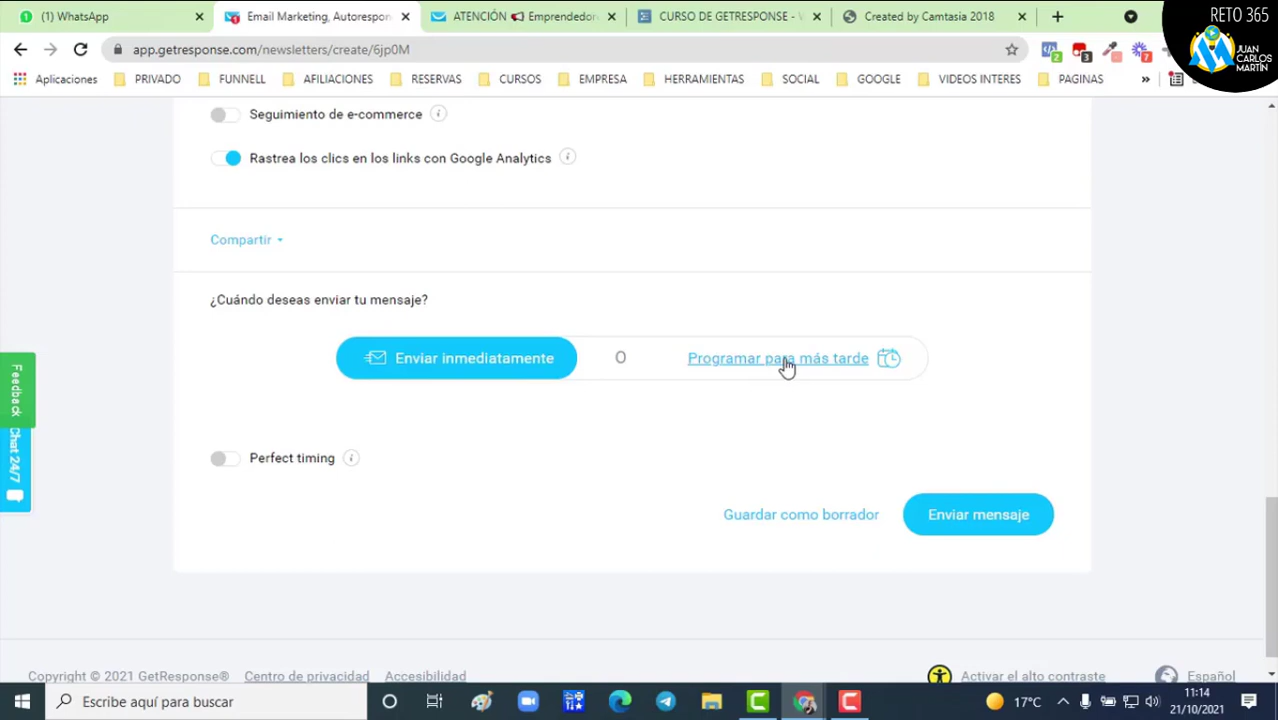 (1) WhatsApp
Email Marketing, Autorespon
ATENCIÓN 📢 Emprendedor
CURSO DE GETRESPONSE -
Created by Camtasia 2018
RETO 365
JUAN CARLOS MARTÍN
app.getresponse.com/newsletters/create/6jp0M
2
3
7
Aplicaciones
PRIVADO
FUNNELL
AFILIACIONES
RESERVAS
CURSOS
EMPRESA
HERRAMIENTAS
SOCIAL
GOOGLE
VIDEOS INTERES
PAGINAS
»
Seguimiento de e-commerce
Rastrea los clics en los links con Google Analytics
Compartir
¿Cuándo deseas enviar tu mensaje?
Enviar inmediatamente
O
Programar para más tarde
Feedback
Chat 24/7
Perfect timing
Guardar como borrador
Enviar mensaje
Copyright © 2021 GetResponse®
Centro de privacidad
Accesibilidad
Activar el alto contraste
Español
Escribe aquí para buscar
17°C
11:14
21/10/2021